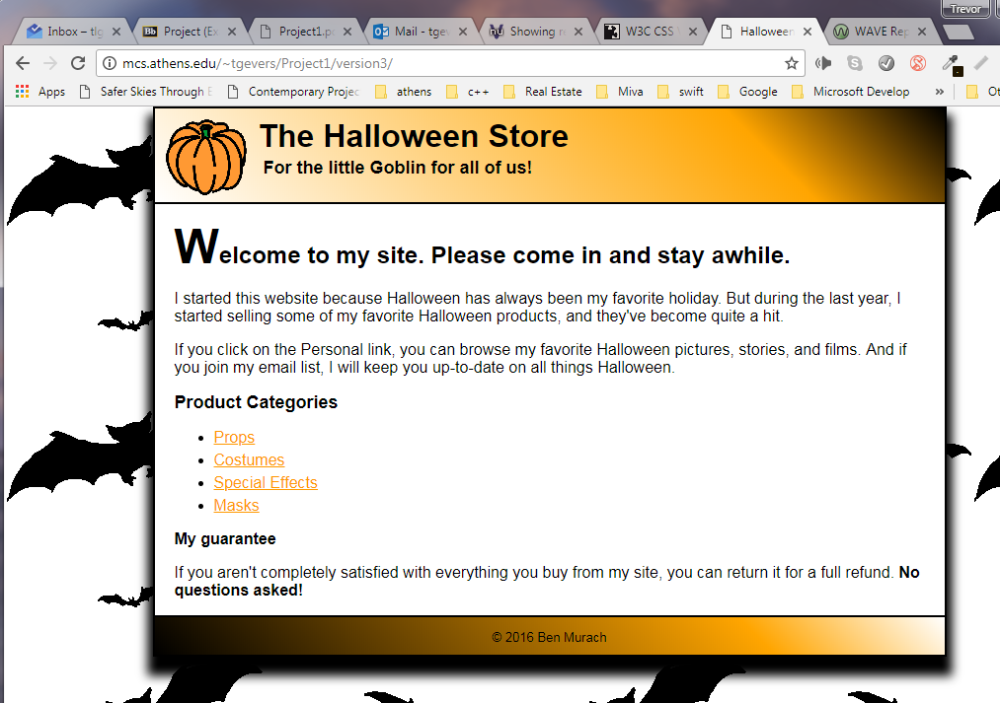 Trevor
Inbox – tlg
Bb Project (Ex
Project1.pd
Mail - tgev
Showing n
W3C CSS
Halloween
WAVE Rep
mcs.athens.edu/~tgevers/Project1/version3/
Apps Safer Skies Through Contemporary Projec athens c++ Real Estate Miva swift Google Microsoft Develop »
The Halloween Store
For the little Goblin for all of us!
Welcome to my site. Please come in and stay awhile.
I started this website because Halloween has always been my favorite holiday. But during the last year, I
started selling some of my favorite Halloween products, and they've become quite a hit.
If you click on the Personal link, you can browse my favorite Halloween pictures, stories, and films. And if
you join my email list, I will keep you up-to-date on all things Halloween.
Product Categories
Props
Costumes
Special Effects
Masks
My guarantee
If you aren't completely satisfied with everything you buy from my site, you can return it for a full refund. No
questions asked!
© 2016 Ben Murach